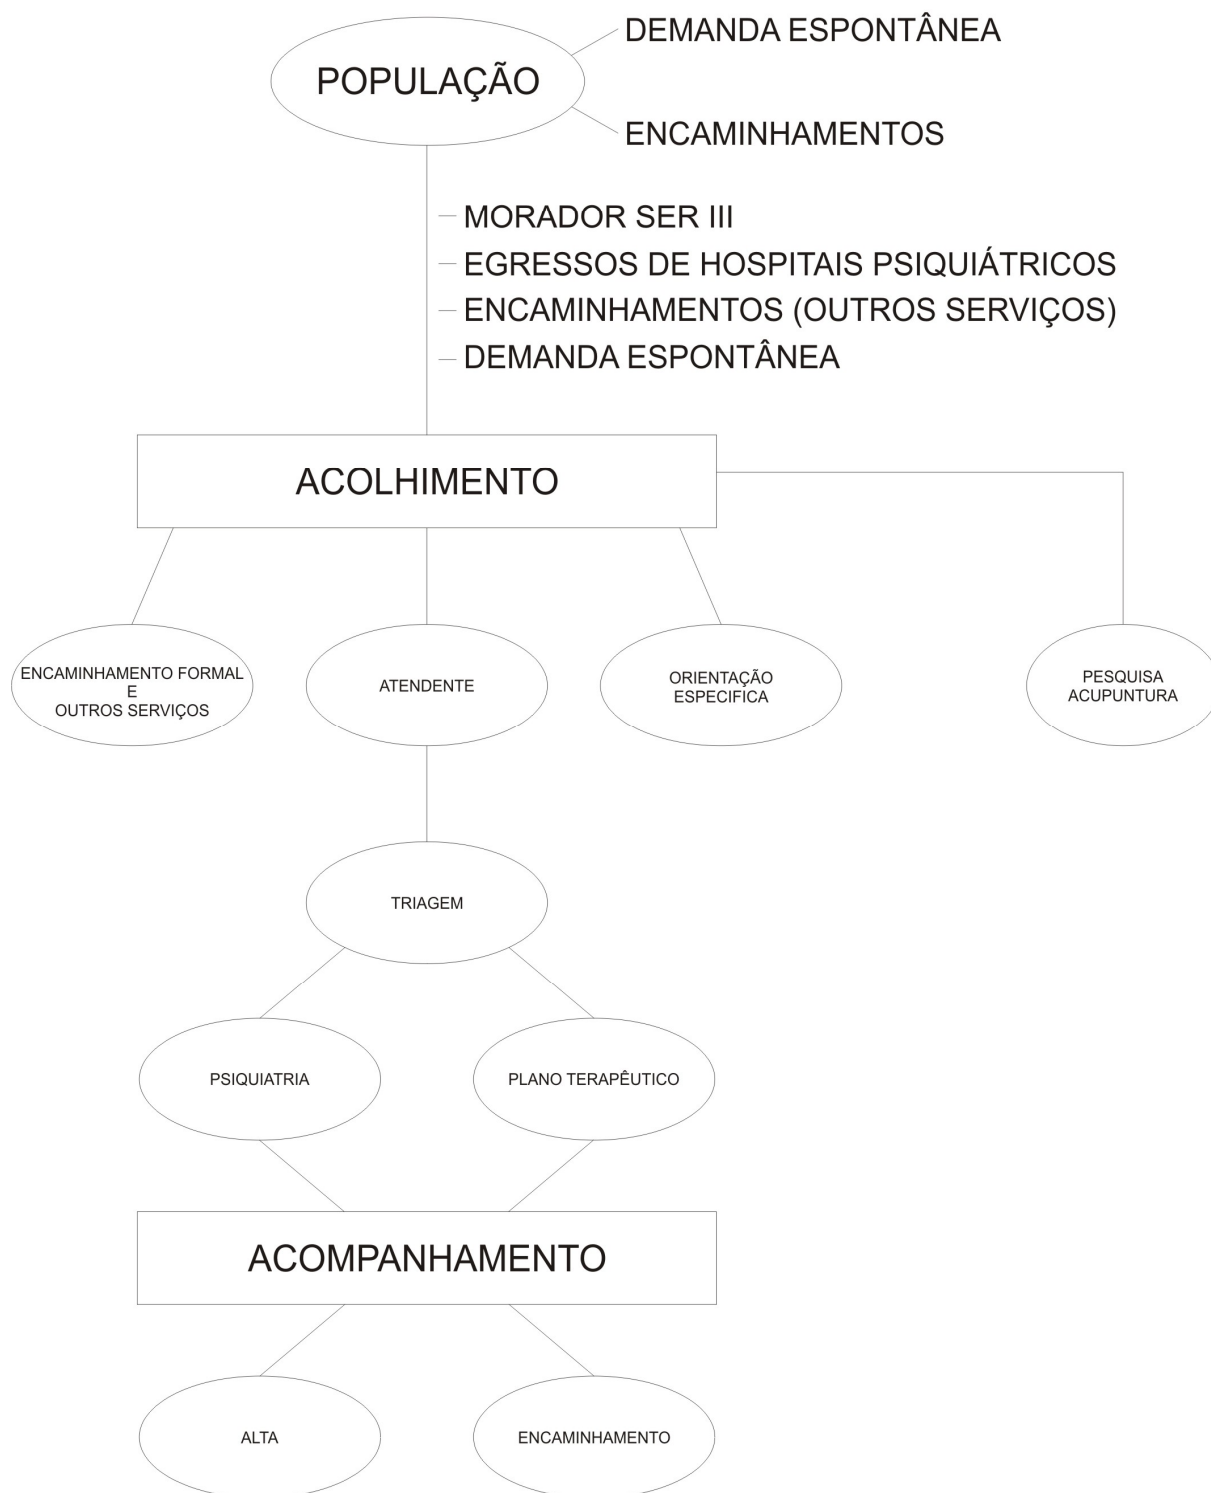 DEMANDA ESPONTÂNEA
POPULAÇÃO
ENCAMINHAMENTOS
MORADOR SER III
EGRESSOS DE HOSPITAIS PSIQUIÁTRICOS
ENCAMINHAMENTOS (OUTROS SERVIÇOS)
DEMANDA ESPONTÂNEA
ACOLHIMENTO
ENCAMINHAMENTO FORMAL
E
OUTROS SERVIÇOS
ATENDENTE
ORIENTAÇÃO
ESPECIFICA
PESQUISA
ACUPUNTURA
TRIAGEM
PSIQUIATRIA
PLANO TERAPÊUTICO
ACOMPANHAMENTO
ALTA
ENCAMINHAMENTO